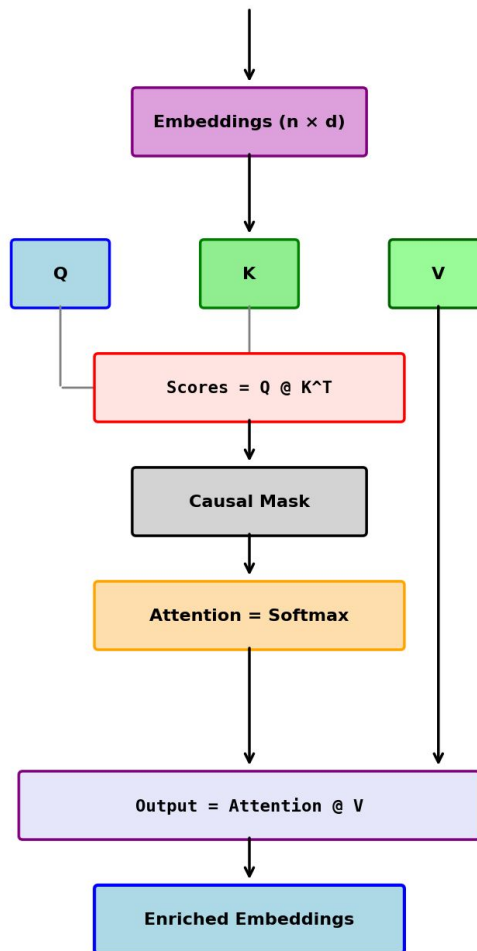 Embeddings (n × d)
Q
K
V
Scores = Q @ K^T
Causal Mask
Attention = Softmax
Output = Attention @ V
Enriched Embeddings